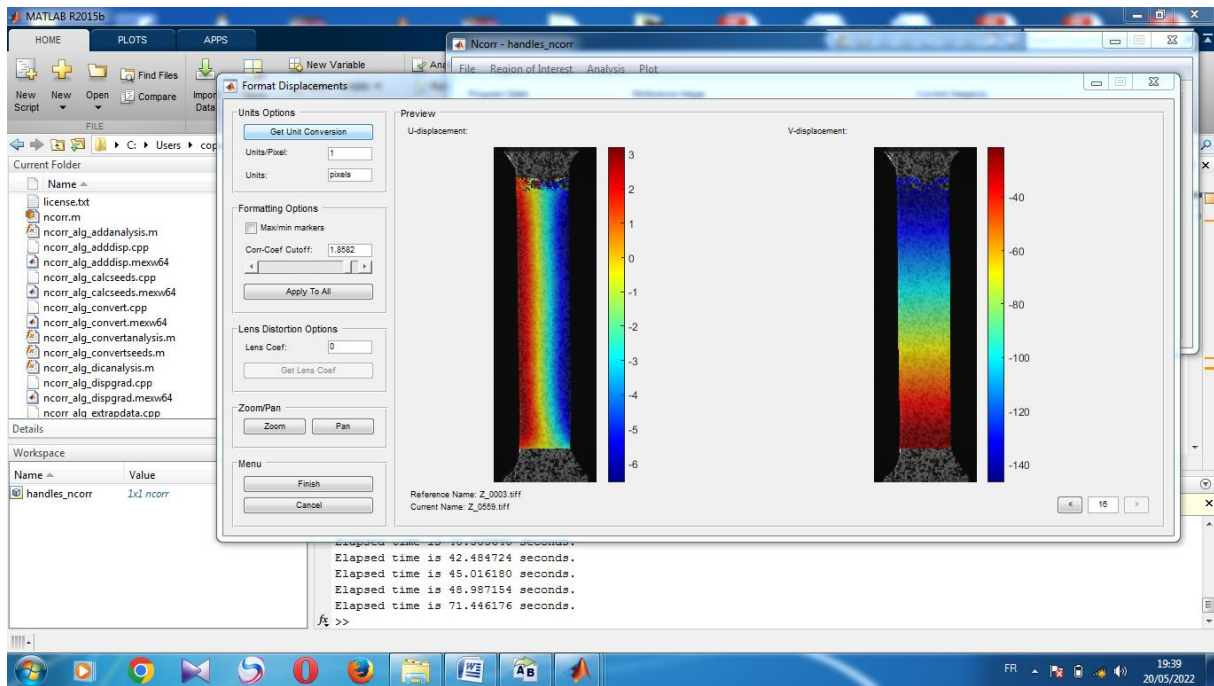 MATLAB R2015b
HOME PLOTS APPS
New Script
New
Open
Find Files
Compare
Import Data
New Variable
Ana
FILE
C: Users cop
Current Folder
Name
license.txt
ncorr.m
ncorr_alg_addanalysis.m
ncorr_alg_adddisp.cpp
ncorr_alg_adddisp.mexw64
ncorr_alg_calcseeds.cpp
ncorr_alg_calcseeds.mexw64
ncorr_alg_convert.cpp
ncorr_alg_convert.mexw64
ncorr_alg_convertanalysis.m
ncorr_alg_convertseeds.m
ncorr_alg_dicanalysis.m
ncorr_alg_dispgrad.cpp
ncorr_alg_dispgrad.mexw64
ncorr_alg_extrapdata.cpp
Details
Workspace
Name Value
handles_ncorr 1x1 ncorr
Ncorr - handles_ncorr
File Region of Interest Analysis Plot
Format Displacements
Units Options
Get Unit Conversion
Units/Pixel: 1
Units: pixels
Formatting Options
Max/min markers
Corr-Coef Cutoff: 1.8582
Apply To All
Lens Distortion Options
Lens Coef: 0
Get Lens Coef
Zoom/Pan
Zoom Pan
Menu
Finish
Cancel
Preview
U-displacement:
3
2
1
0
-1
-2
-3
-4
-5
-6
V-displacement:
-40
-60
-80
-100
-120
-140
Reference Name: Z_0003.tiff
Current Name: Z_0559.tiff
< 16 >
Elapsed time is 42.484724 seconds.
Elapsed time is 45.016180 seconds.
Elapsed time is 48.987154 seconds.
Elapsed time is 71.446176 seconds.
fx >>
FR
19:39
20/05/2022